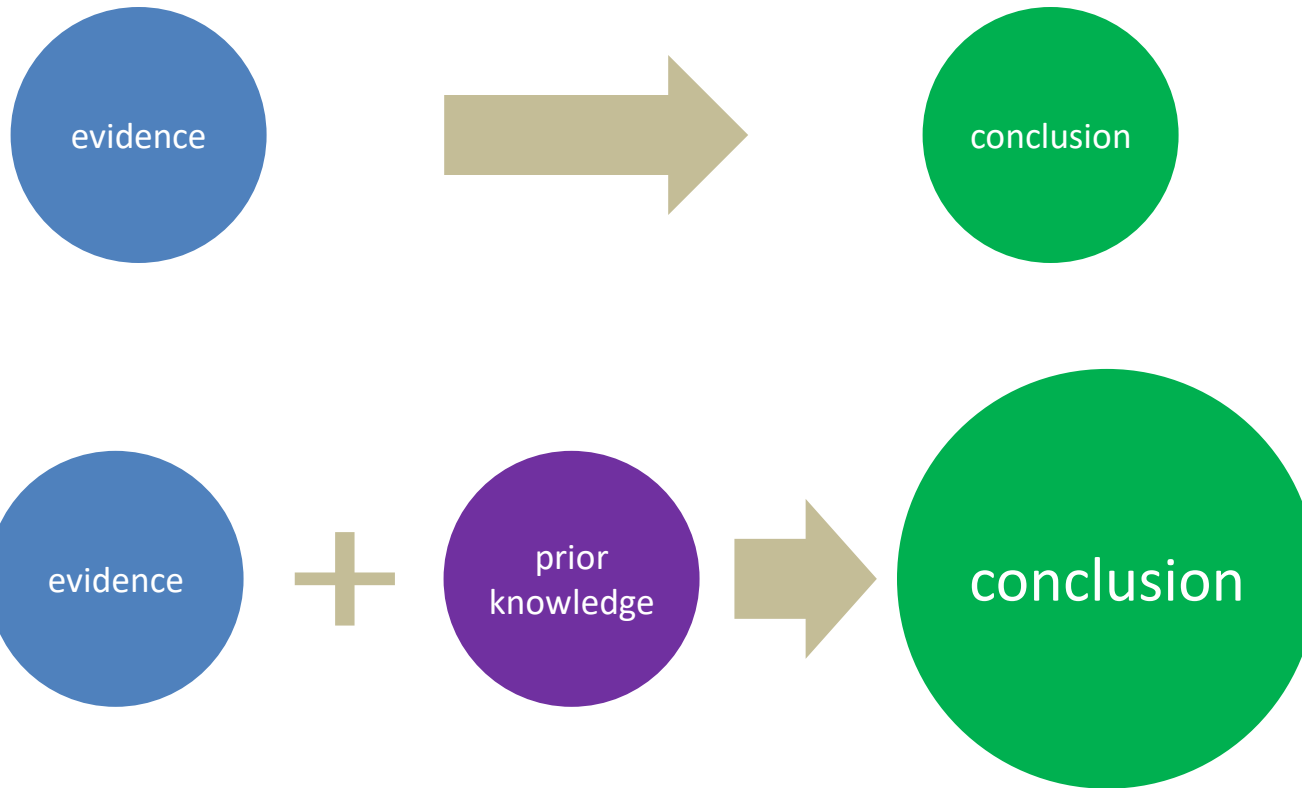 evidence
conclusion
evidence
prior
knowledge
conclusion